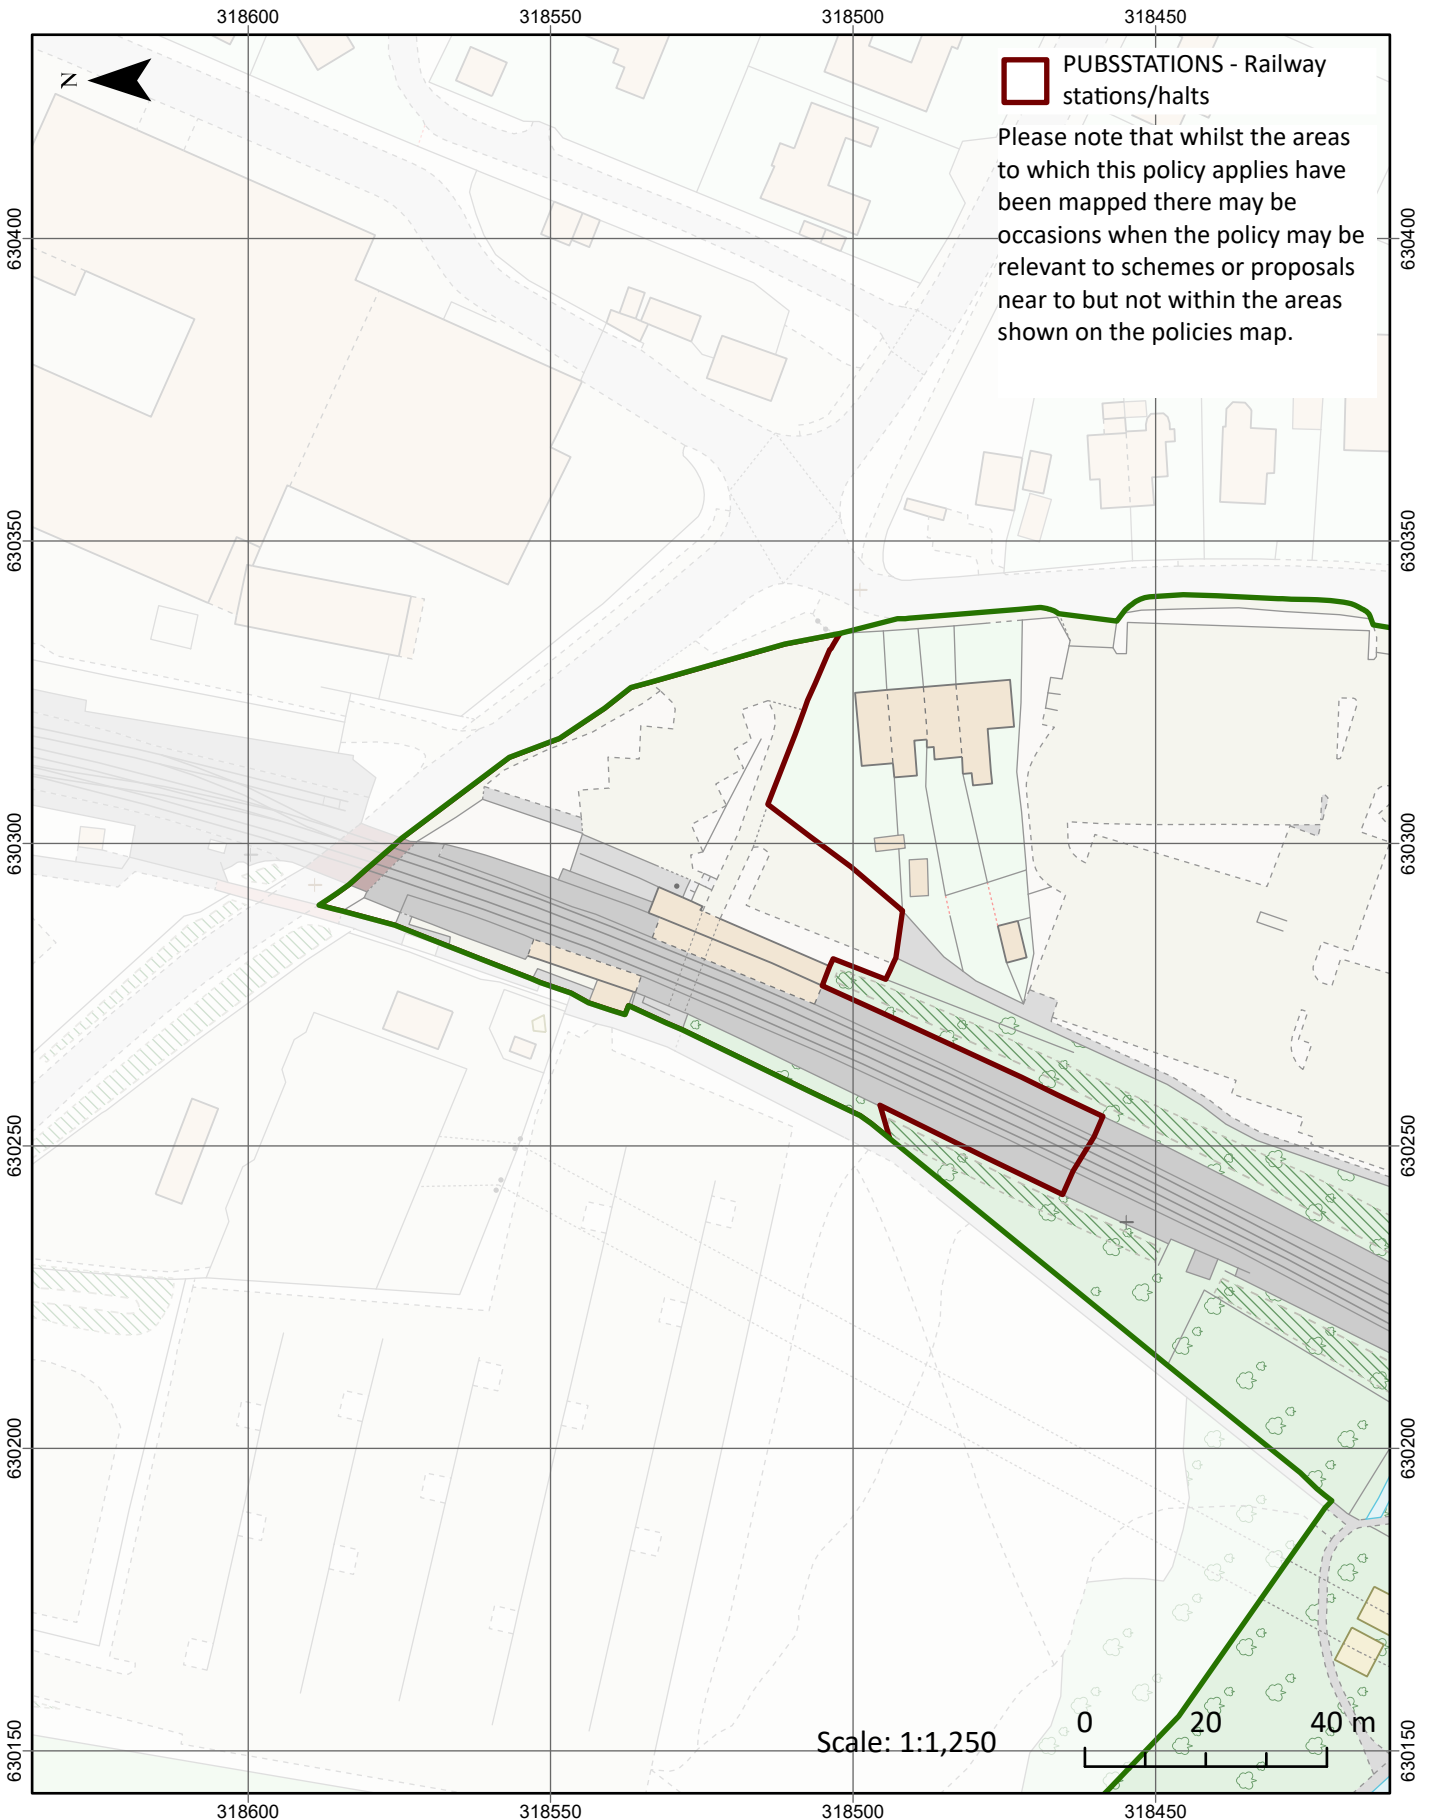 318600 318550 318500 318450
N
PUBSSTATIONS - Railway
stations/halts
Please note that whilst the areas
to which this policy applies have
been mapped there may be
occasions when the policy may be
relevant to schemes or proposals
near to but not within the areas
shown on the policies map.
630400 630400
630350 630350
630300 630300
630250 630250
630200 630200
630150 630150
0 20 40 m
Scale: 1:1,250
318600 318550 318500 318450